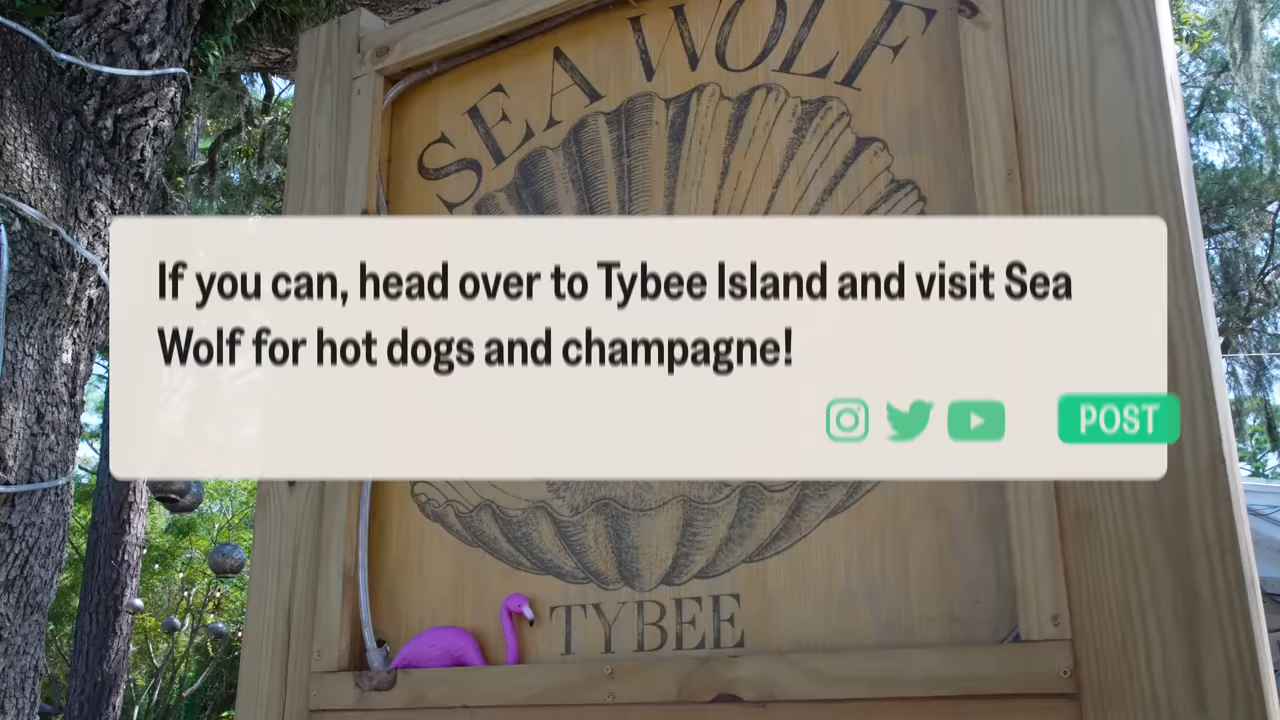 SEA WOLF
If you can, head over to Tybee Island and visit Sea
Wolf for hot dogs and champagne!
POST
TYBEE